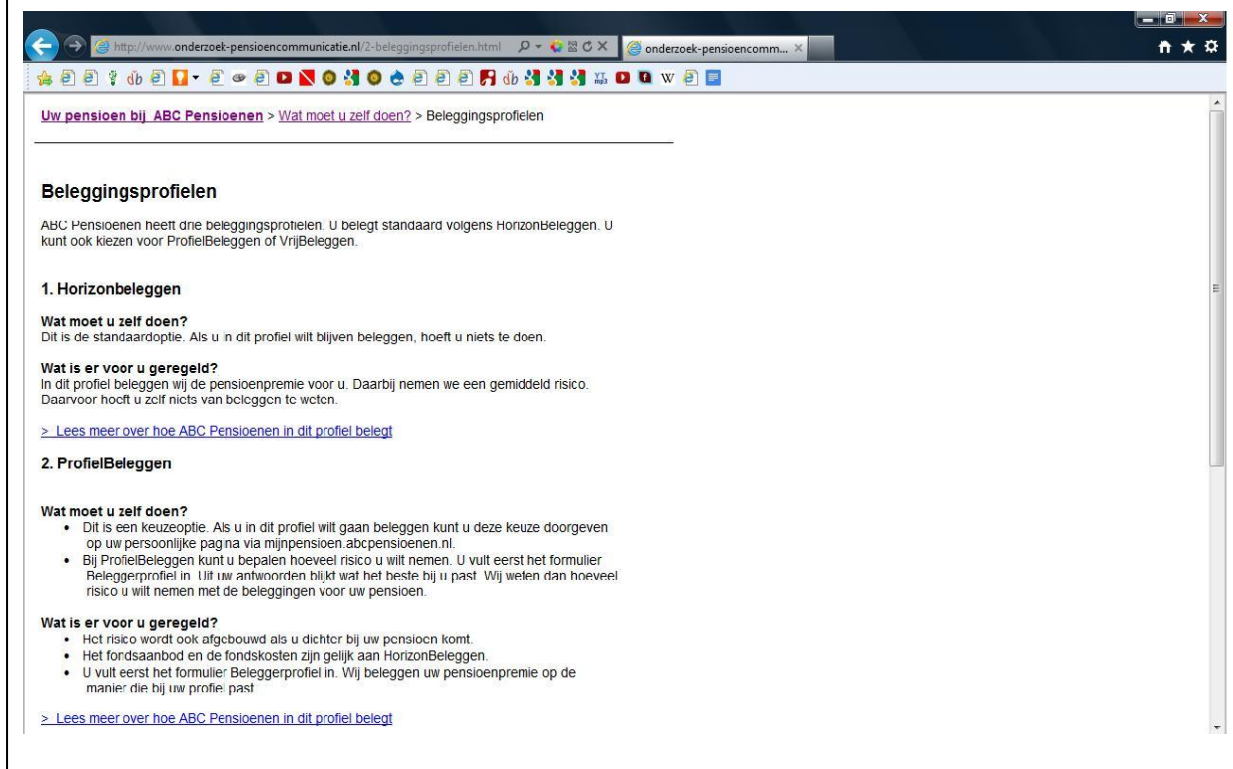 http://www.onderzoek-pensioencommunicatie.nl/2-beleggingsprofielen.html
onderzoek-pensioencomm...
Uw pensioen bij ABC Pensioenen > Wat moet u zelf doen? > Beleggingsprofielen
Beleggingsprofielen
ABC Pensioenen heeft drie beleggingsprofielen. U belegt standaard volgens HorizonBeleggen. U
kunt ook kiezen voor ProfielBeleggen of VrijBeleggen.
1. Horizonbeleggen
Wat moet u zelf doen?
Dit is de standaardoptie. Als u in dit profiel wilt blijven beleggen, hoeft u niets te doen.
Wat is er voor u geregeld?
In dit profiel beleggen wij de pensioenpremie voor u. Daarbij nemen we een gemiddeld risico.
Daarvoor hoeft u zelf niets van beleggen te weten.
> Lees meer over hoe ABC Pensioenen in dit profiel belegt
2. ProfielBeleggen
Wat moet u zelf doen?
• Dit is een keuzeoptie. Als u in dit profiel wilt gaan beleggen kunt u deze keuze doorgeven
op uw persoonlijke pagina via mijnpensioen.abcpensioenen.nl.
• Bij ProfielBeleggen kunt u bepalen hoeveel risico u wilt nemen. U vult eerst het formulier
Beleggerprofiel in. Uit uw antwoorden blijkt wat het beste bij u past. Wij weten dan hoeveel
risico u wilt nemen met de beleggingen voor uw pensioen.
Wat is er voor u geregeld?
• Het risico wordt ook afgebouwd als u dichter bij uw pensioen komt.
• Het fondsaanbod en de fondskosten zijn gelijk aan HorizonBeleggen.
• U vult eerst het formulier Beleggerprofiel in. Wij beleggen uw pensioenpremie op de
manier die bij uw profiel past
> Lees meer over hoe ABC Pensioenen in dit profiel belegt